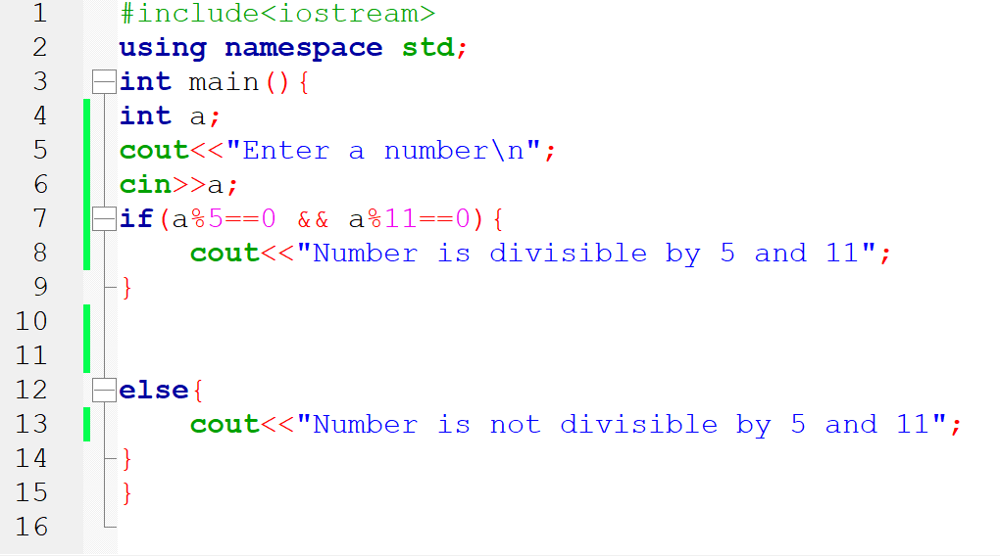 1 #include<iostream>
2 using namespace std;
3 int main(){
4 int a;
5 cout<<"Enter a number\n";
6 cin>>a;
7 if(a%5==0 && a%11==0){
8     cout<<"Number is divisible by 5 and 11";
9 }
10
11
12 else{
13     cout<<"Number is not divisible by 5 and 11";
14 }
15 }
16